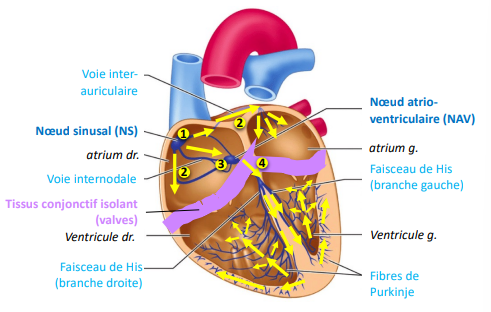 Voie inter-
auriculaire
Nœud sinusal (NS)
atrium dr.
Voie internodale
Tissus conjonctif isolant
(valves)
Ventricule dr.
Faisceau de His
(branche droite)
1
2
2
3
4
Nœud atrio-
ventriculaire (NAV)
atrium g.
Faisceau de His
(branche gauche)
Ventricule g.
Fibres de
Purkinje